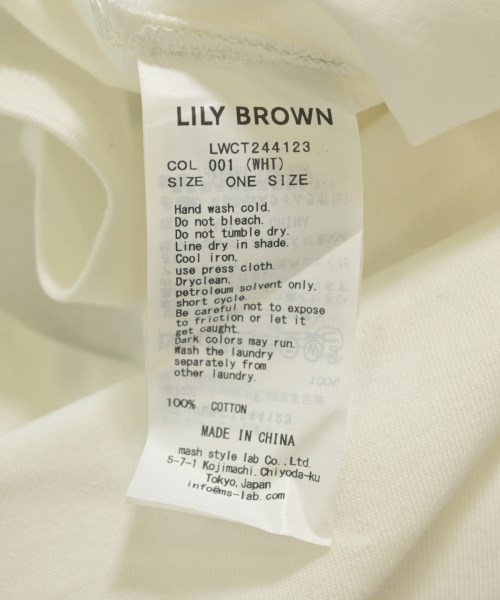 LILY BROWN
LWCT244123
COL 001 (WHT)
SIZE ONE SIZE
Hand wash cold.
Do not bleach.
Do not tumble dry.
Line dry in shade.
Cool iron.
use press cloth.
Dryclean.
petroleum solvent only.
short cycle.
Be careful not to expose
to friction or let it
get caught.
Dark colors may run.
Wash the laundry
separately from
other laundry.
100% COTTON
MADE IN CHINA
mash style lab Co.,Ltd.
5-7-1 Kojimachi,Chiyoda-ku
Tokyo,Japan
info@ms-lab.com